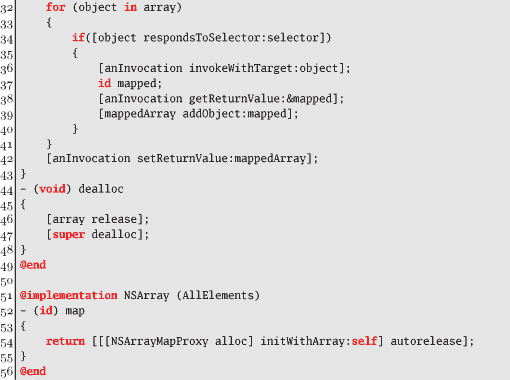 32 for (object in array)
33 {
34 if([object respondsToSelector:selector])
35 {
36 [anInvocation invokeWithTarget:object];
37 id mapped;
38 [anInvocation getReturnValue:&mapped];
39 [mappedArray addObject:mapped];
40 }
41 }
42 [anInvocation setReturnValue:mappedArray];
43 }
44 - (void) dealloc
45 {
46 [array release];
47 [super dealloc];
48 }
49 @end
50
51 @implementation NSArray (AllElements)
52 - (id) map
53 {
54 return [[[NSArrayMapProxy alloc] initWithArray:self] autorelease];
55 }
56 @end